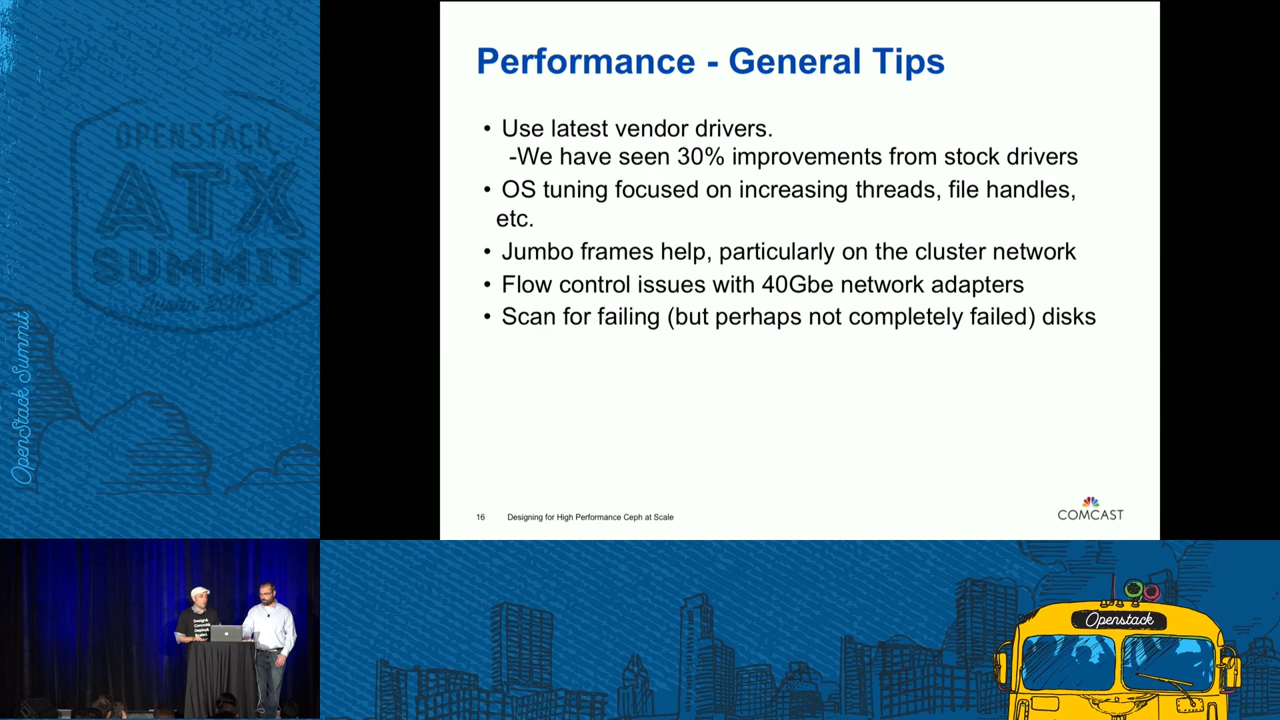 Performance - General Tips
• Use latest vendor drivers.
-We have seen 30% improvements from stock drivers
• OS tuning focused on increasing threads, file handles,
etc.
• Jumbo frames help, particularly on the cluster network
• Flow control issues with 40Gbe network adapters
• Scan for failing (but perhaps not completely failed) disks
16 Designing for High Performance Ceph at Scale
COMCAST
OPENSTACK
ATX
SUMMIT
Austin 2016
OpenStack Summit
Openstack